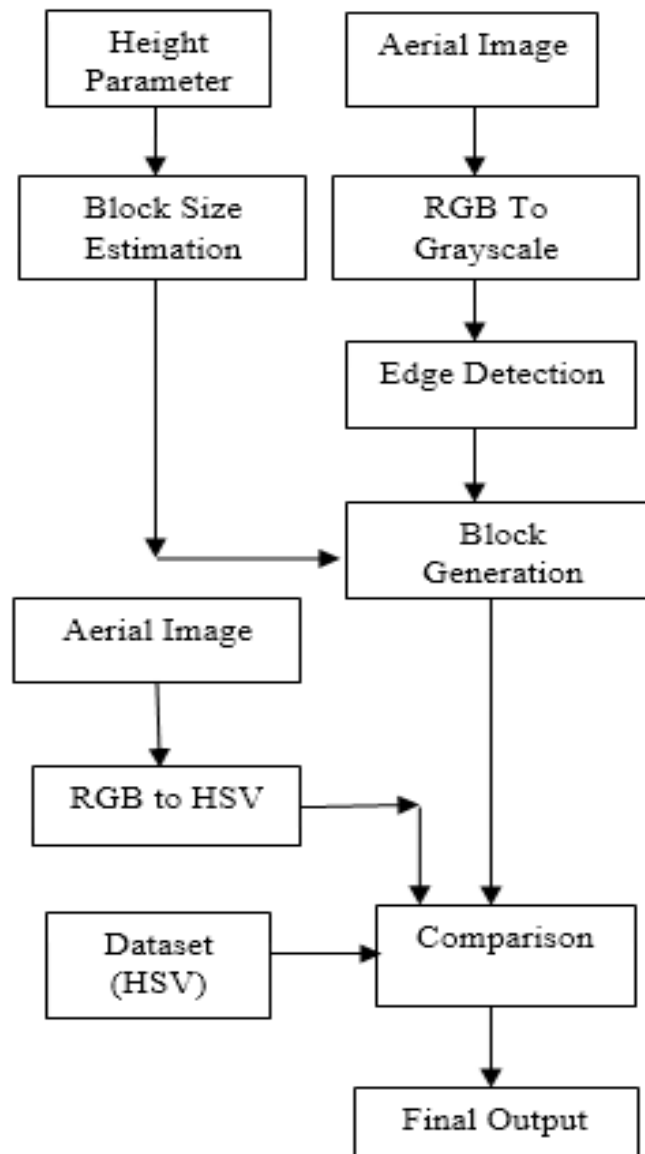 Height
Parameter
Aerial Image
Block Size
Estimation
RGB To
Grayscale
Edge Detection
Block
Generation
Aerial Image
RGB to HSV
Dataset
(HSV)
Comparison
Final Output